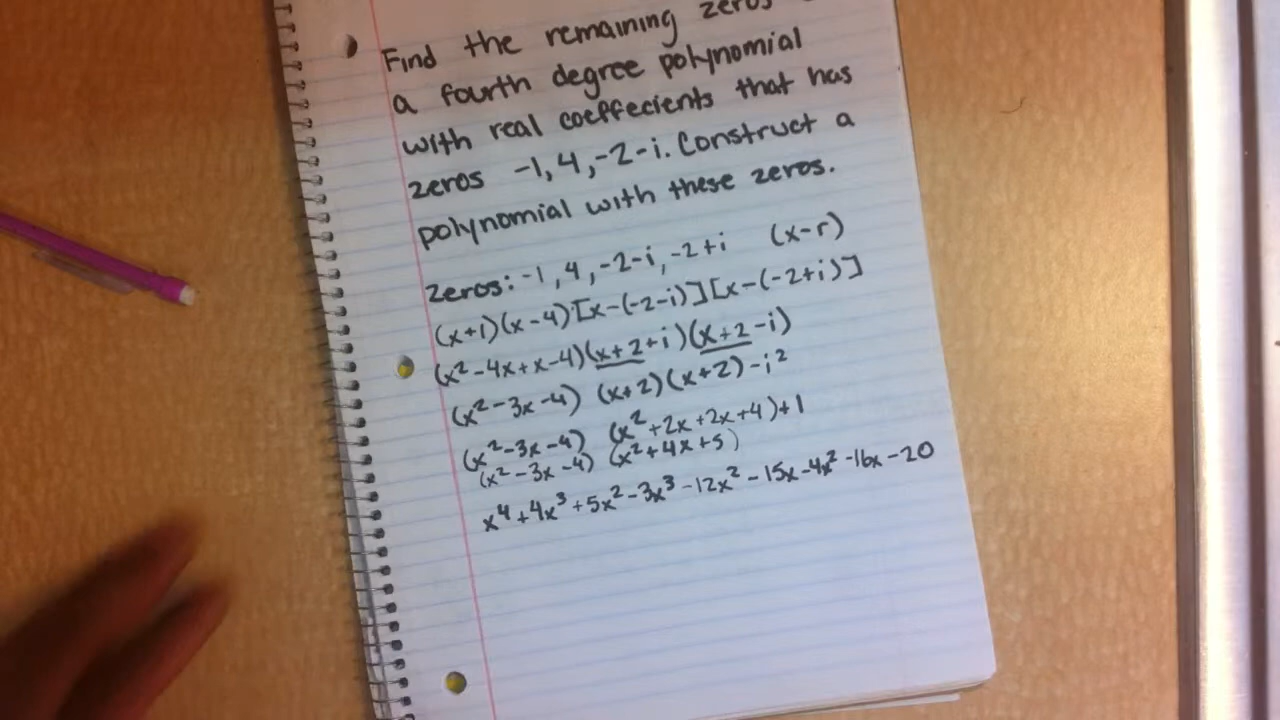 Find the remaining zeros
a fourth degree polynomial
with real coeffecients that has
zeros -1, 4, -2-i. Construct a
polynomial with these zeros.
zeros: -1, 4, -2-i, -2+i (x-r)
(x+1)(x-4)[x-(-2-i)][x-(-2+i)]
(x²-4x+x-4)(x+2+i)(x+2-i)
(x²-3x-4) (x+2)(x+2)-i²
(x²-3x-4) (x²+2x+2x+4)+1
(x²-3x-4) (x²+4x+5)
x⁴+4x³+5x²-3x³-12x²-15x-4x²-16x-20